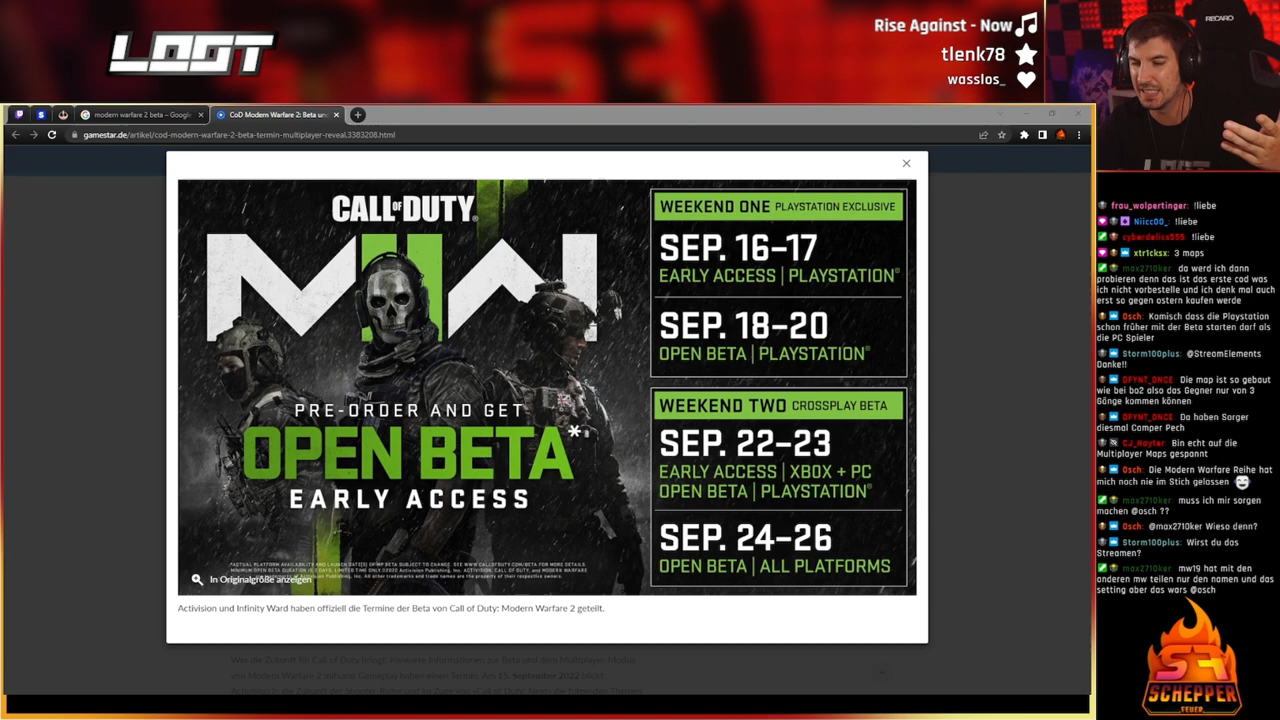 LOOT
Rise Against - Now
tlenk78
wasslos_
RECARO
modern warfare 2 beta – Google
CoD Modern Warfare 2: Beta un
gamestar.de/artikel/cod-modern-warfare-2-beta-termin-multiplayer-reveal,3383208.html
CALL OF DUTY
MWII
PRE-ORDER AND GET
OPEN BETA*
EARLY ACCESS
In Originalgröße anzeigen
WEEKEND ONE PLAYSTATION EXCLUSIVE
SEP. 16–17
EARLY ACCESS | PLAYSTATION®
SEP. 18–20
OPEN BETA | PLAYSTATION®
WEEKEND TWO CROSSPLAY BETA
SEP. 22–23
EARLY ACCESS | XBOX + PC
OPEN BETA | PLAYSTATION®
SEP. 24–26
OPEN BETA | ALL PLATFORMS
Activision und Infinity Ward haben offiziell die Termine der Beta von Call of Duty: Modern Warfare 2 geteilt.
frau_wolpertinger: !liebe
Niicc00_: !liebe
cyberdelics555: !liebe
xtr1cksx: 3 maps
max2710ker: da werd ich dann
probieren denn das ist das erste cod was
ich nicht vorbestelle und ich denk mal auch
erst so gegen ostern kaufen werde
Osch: Komisch dass die Playstation
schon früher mit der Beta starten darf als
die PC Spieler
Storm100plus: @StreamElements
Danke!!
DFYNT_ONCE: Die map ist so gebaut
wie bei bo2 also das Gegner nur von 3
Gänge kommen können
DFYNT_ONCE: Da haben Sorger
diesmal Camper Pech
CJ_Hayter: Bin echt auf die
Multiplayer Maps gespannt
Osch: Die Modern Warfare Reihe hat
mich noch nie im Stich gelassen
max2710ker: muss ich mir sorgen
machen @osch ??
Osch: @max2710ker Wieso denn?
Storm100plus: Wirst du das
Streamen?
max2710ker: mw19 hat mit den
anderen mw teilen nur den namen und das
setting aber das wars @osch
SF
SCHEPPER
FEUER